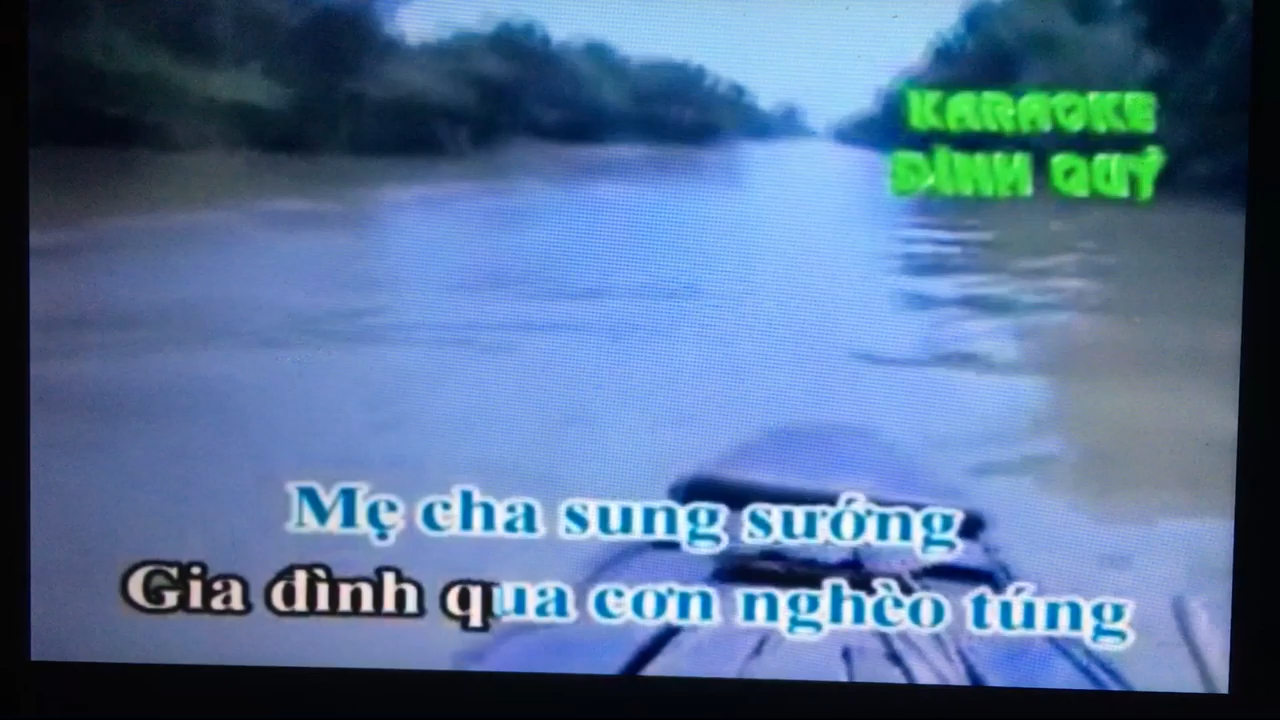 KARAOKE
ĐÌNH QUÝ
Mẹ cha sung sướng
Gia đình qua cơn nghèo túng